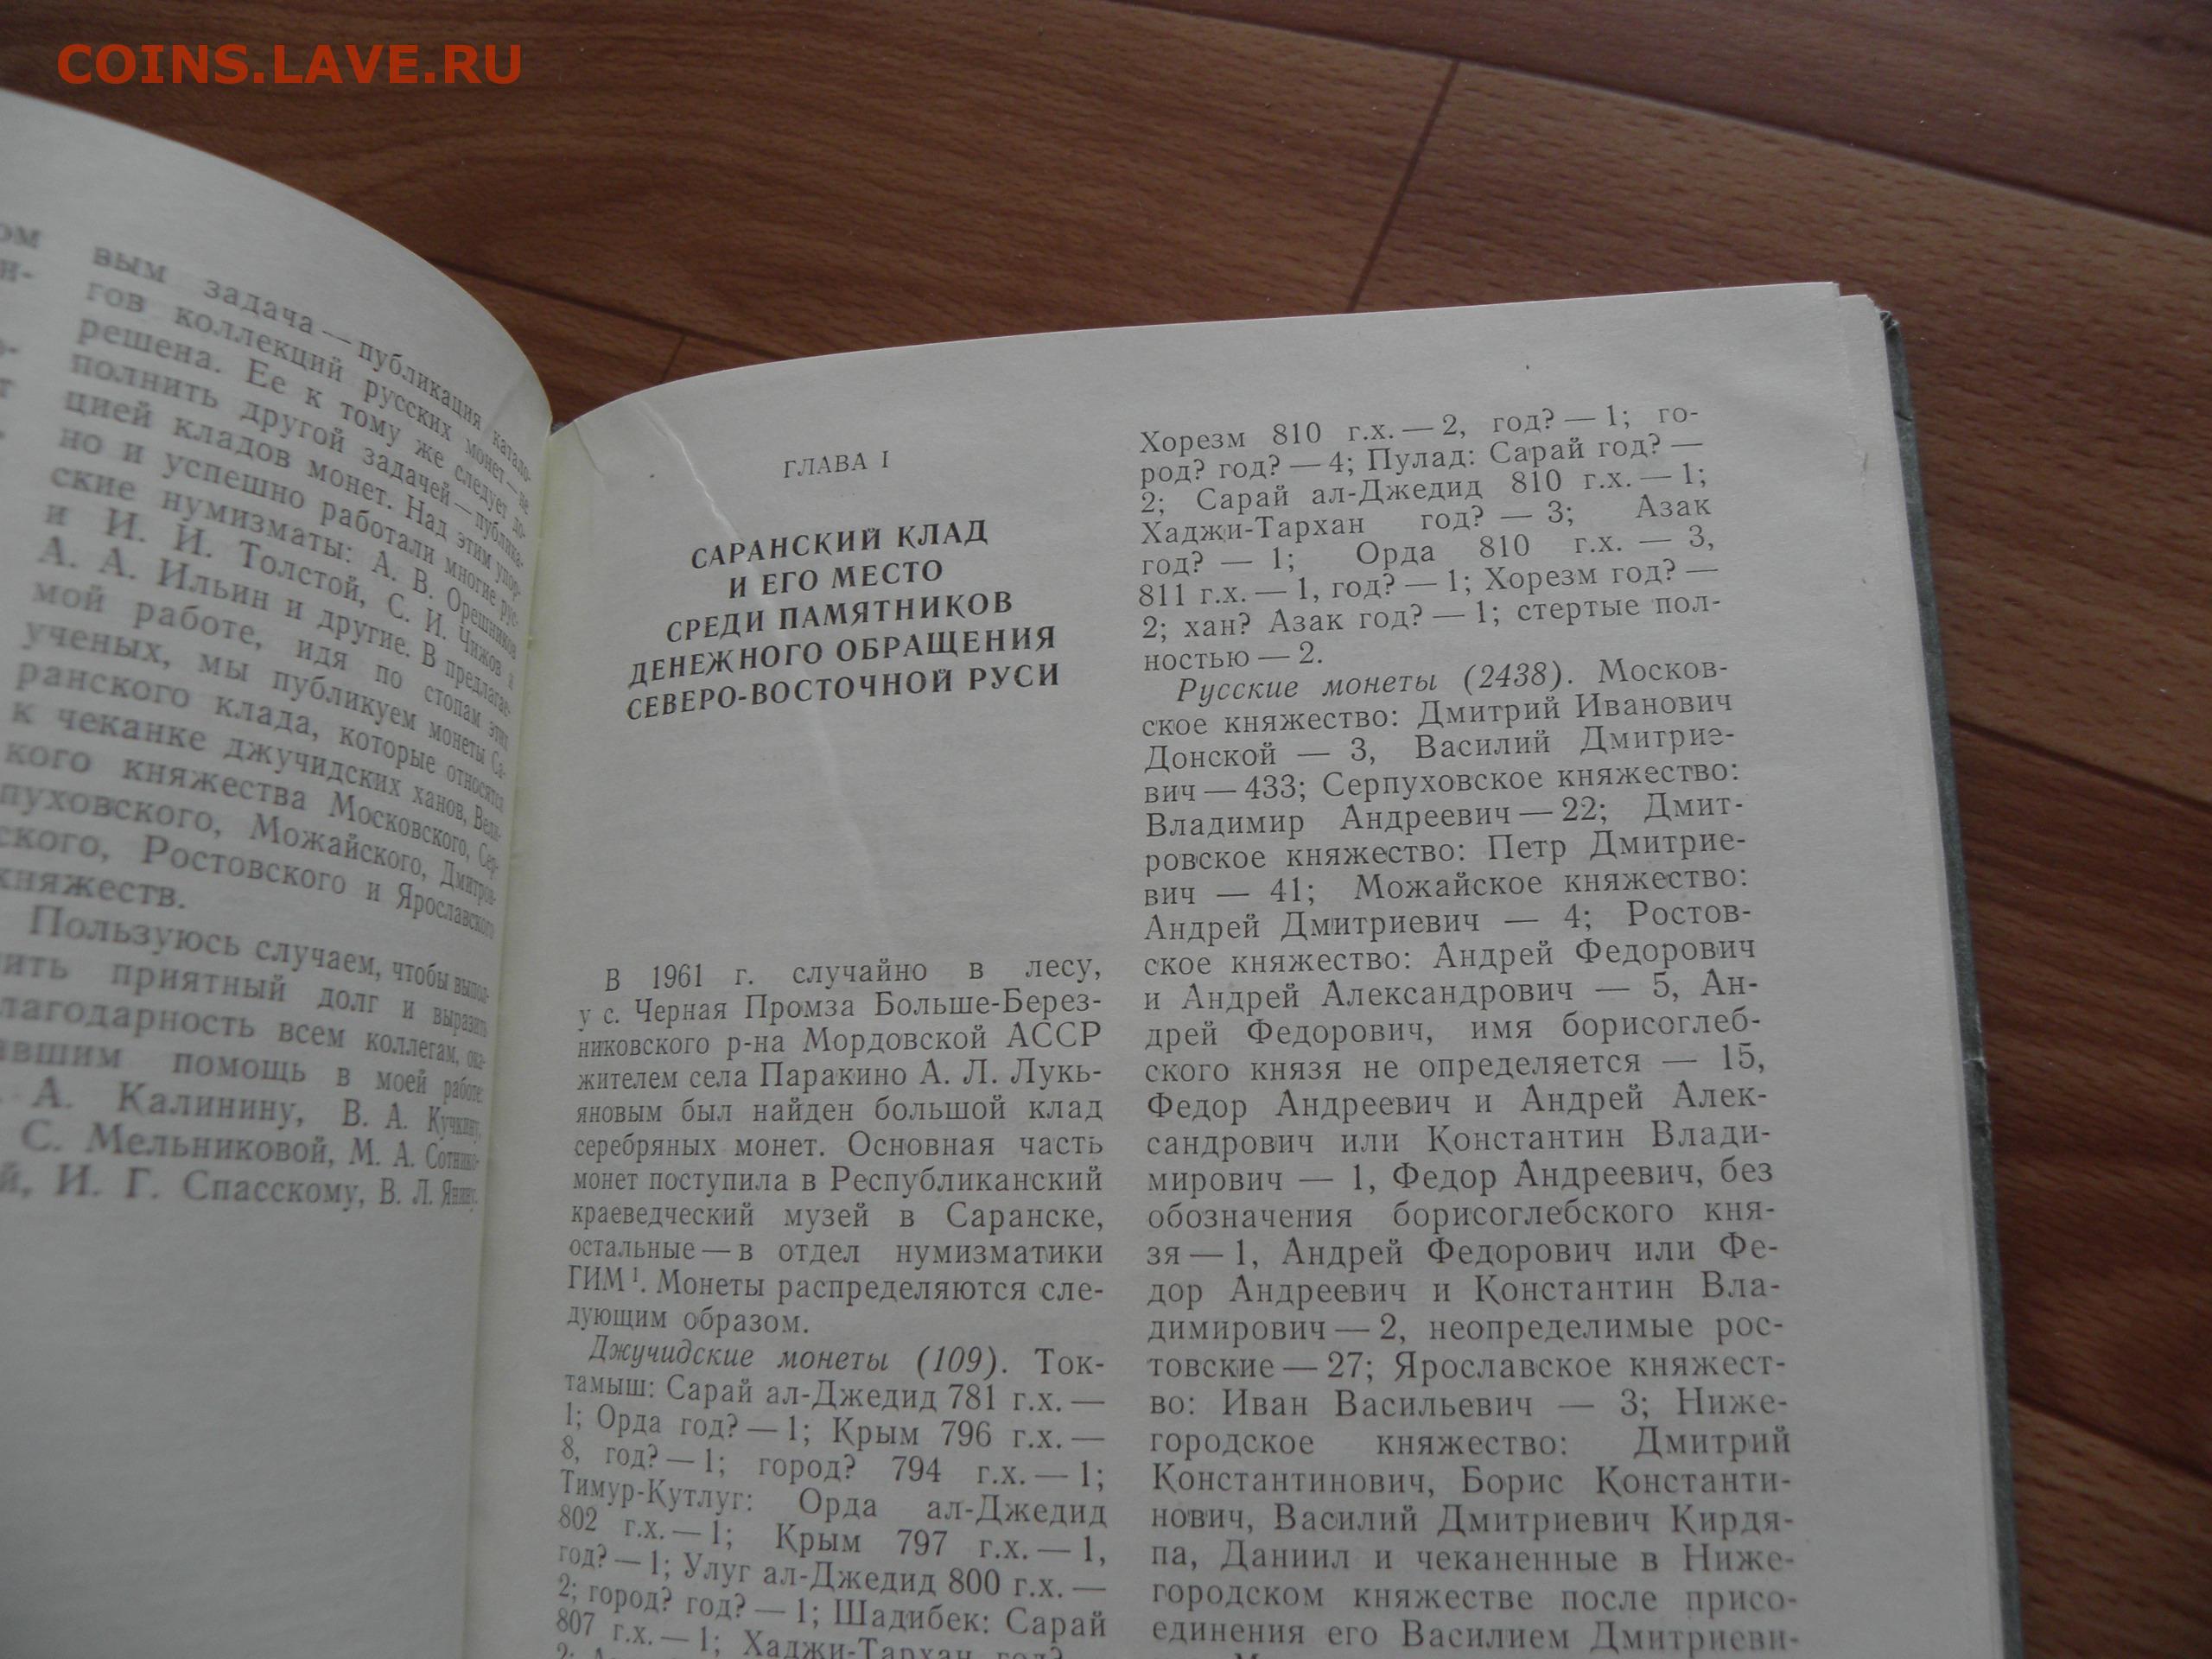 COINS.LAVE.RU
ом
н-
т
вым задача — публикация катало-
гов коллекций русских монет — не
решена. Ее к тому же следует до-
полнить другой задачей — публика-
цией кладов монет. Над этим упор-
но и успешно работали многие рус-
ские нумизматы: А. В. Орешников
и И. И. Толстой, С. И. Чижов и
А. А. Ильин и другие. В предлагае-
мой работе, идя по стопам этих
ученых, мы публикуем монеты Са-
ранского клада, которые относятся
к чеканке джучидских ханов, Вели-
кого княжества Московского, Сер-
пуховского, Можайского, Дмитров-
ского, Ростовского и Ярославского
княжеств.
Пользуюсь случаем, чтобы выпол-
нить приятный долг и выразить
благодарность всем коллегам, ока-
завшим помощь в моей работе:
А. Калинину, В. А. Кучкину,
С. Мельниковой, М. А. Сотнико-
й, И. Г. Спасскому, В. Л. Янину.
ГЛАВА I
САРАНСКИЙ КЛАД
И ЕГО МЕСТО
СРЕДИ ПАМЯТНИКОВ
ДЕНЕЖНОГО ОБРАЩЕНИЯ
СЕВЕРО-ВОСТОЧНОЙ РУСИ
В 1961 г. случайно в лесу,
у с. Черная Промза Больше-Берез-
никовского р-на Мордовской АССР
жителем села Паракино А. Л. Лукь-
яновым был найден большой клад
серебряных монет. Основная часть
монет поступила в Республиканский
краеведческий музей в Саранске,
остальные — в отдел нумизматики
ГИМ¹. Монеты распределяются сле-
дующим образом.
Джучидские монеты (109). Ток-
тамыш: Сарай ал-Джедид 781 г.х. —
1; Орда год? — 1; Крым 796 г.х. —
8, год? — 1; город? 794 г.х. — 1;
Тимур-Кутлуг: Орда ал-Джедид
802 г.х. — 1; Крым 797 г.х. — 1,
год? — 1; Улуг ал-Джедид 800 г.х. —
2; город? год? — 1; Шадибек: Сарай
807 г.х. — 1; Хаджи-Тархан год? —
Хорезм 810 г.х. — 2, год? — 1; го-
род? год? — 4; Пулад: Сарай год? —
2; Сарай ал-Джедид 810 г.х. — 1;
Хаджи-Тархан год? — 3; Азак
год? — 1; Орда 810 г.х. — 3,
811 г.х. — 1, год? — 1; Хорезм год? —
2; хан? Азак год? — 1; стертые пол-
ностью — 2.
Русские монеты (2438). Москов-
ское княжество: Дмитрий Иванович
Донской — 3, Василий Дмитрие-
вич — 433; Серпуховское княжество:
Владимир Андреевич — 22; Дмит-
ровское княжество: Петр Дмитрие-
вич — 41; Можайское княжество:
Андрей Дмитриевич — 4; Ростов-
ское княжество: Андрей Федорович
и Андрей Александрович — 5, Ан-
дрей Федорович, имя борисоглеб-
ского князя не определяется — 15,
Федор Андреевич и Андрей Алек-
сандрович или Константин Влади-
мирович — 1, Федор Андреевич, без
обозначения борисоглебского кня-
зя — 1, Андрей Федорович или Фе-
дор Андреевич и Константин Вла-
димирович — 2, неопределимые рос-
товские — 27; Ярославское княжест-
во: Иван Васильевич — 3; Ниже-
городское княжество: Дмитрий
Константинович, Борис Константи-
нович, Василий Дмитриевич Кирдя-
па, Даниил и чеканенные в Ниже-
городском княжестве после присо-
единения его Василием Дмитриеви-